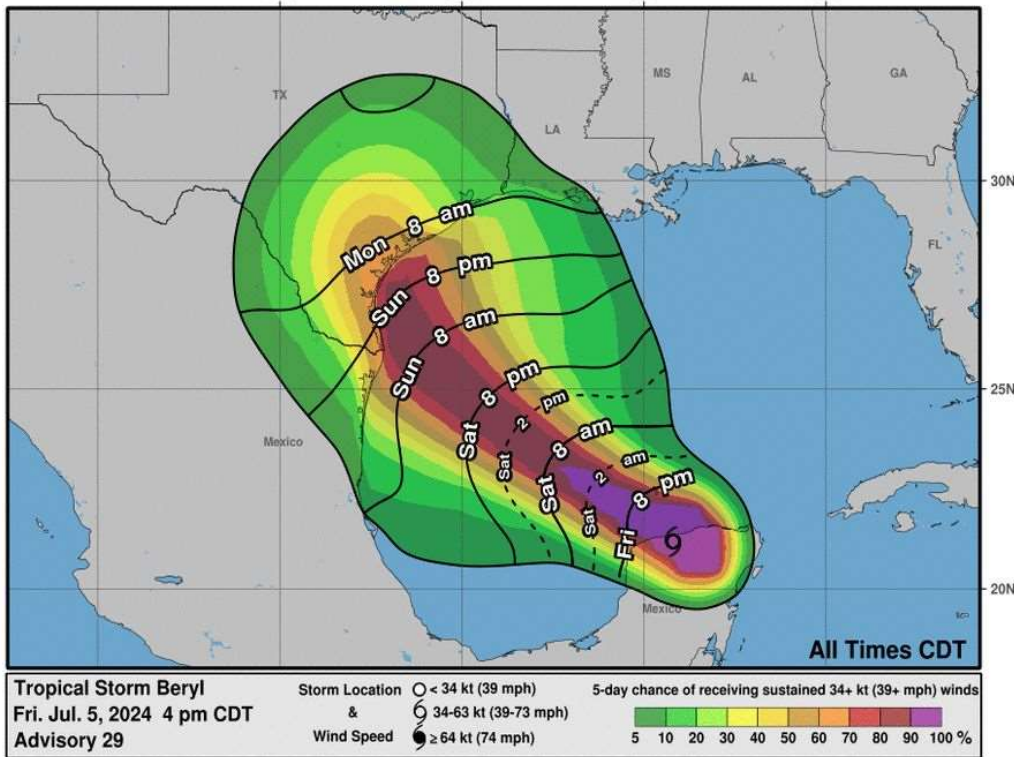 MS
AL
GA
TX
LA
30N
FL
Mon 8 am
Sun 8 pm
Sun 8 am
25N
Sat 8 pm
Sat 2 pm
Mexico
Sat 8 am
Sat 2 am
Fri 8 pm
20N
Mexico
All Times CDT
Tropical Storm Beryl
Fri. Jul. 5, 2024 4 pm CDT
Advisory 29
Storm Location
&
Wind Speed
< 34 kt (39 mph)
34-63 kt (39-73 mph)
≥ 64 kt (74 mph)
5-day chance of receiving sustained 34+ kt (39+ mph) winds
5 10 20 30 40 50 60 70 80 90 100 %